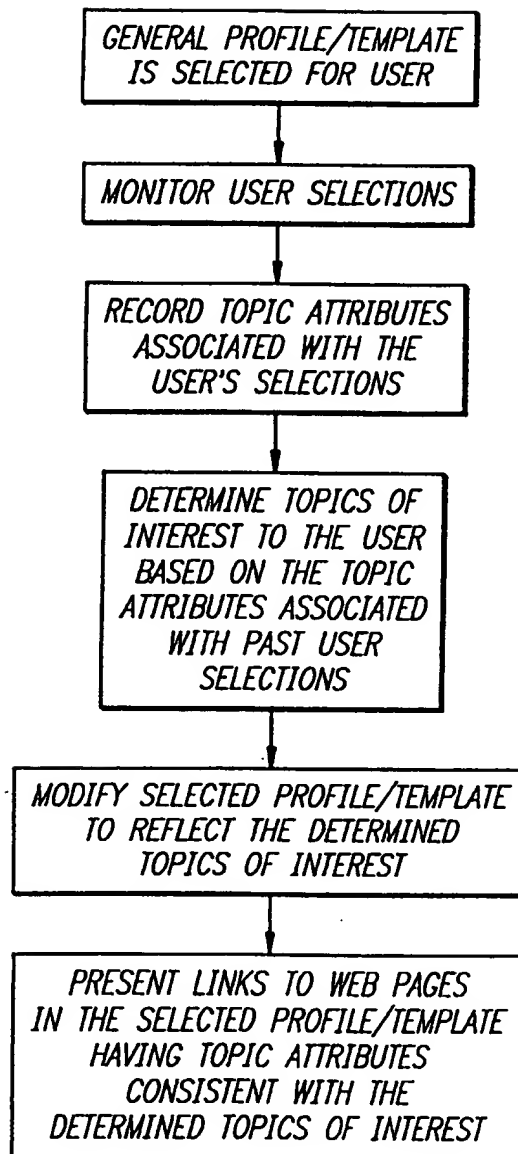 GENERAL PROFILE/TEMPLATE
IS SELECTED FOR USER
MONITOR USER SELECTIONS
RECORD TOPIC ATTRIBUTES
ASSOCIATED WITH THE
USER'S SELECTIONS
DETERMINE TOPICS OF
INTEREST TO THE USER
BASED ON THE TOPIC
ATTRIBUTES ASSOCIATED
WITH PAST USER
SELECTIONS
MODIFY SELECTED PROFILE/TEMPLATE
TO REFLECT THE DETERMINED
TOPICS OF INTEREST
PRESENT LINKS TO WEB PAGES
IN THE SELECTED PROFILE/TEMPLATE
HAVING TOPIC ATTRIBUTES
CONSISTENT WITH THE
DETERMINED TOPICS OF INTEREST